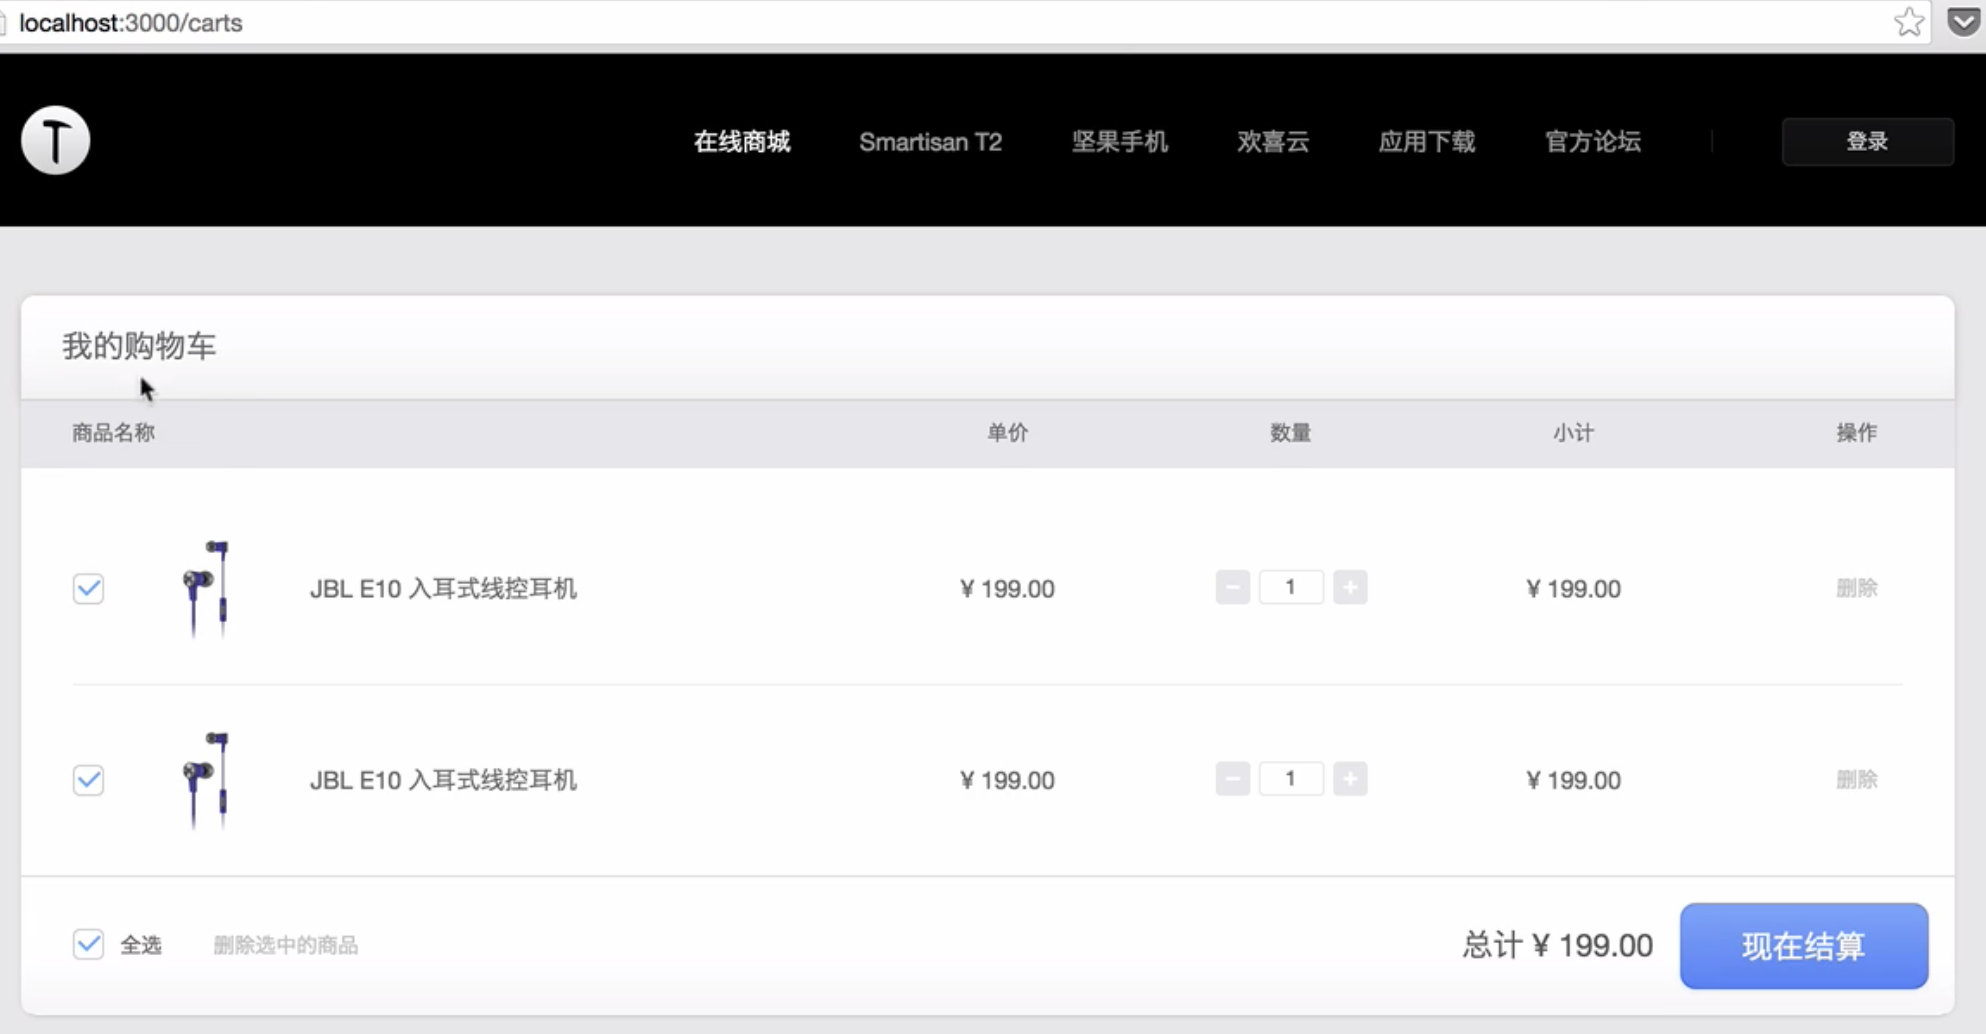 localhost:3000/carts
在线商城 Smartisan T2 坚果手机 欢喜云 应用下载 官方论坛 登录
我的购物车
商品名称 单价 数量 小计 操作
JBL E10 入耳式线控耳机 ¥ 199.00 − 1 + ¥ 199.00 删除
JBL E10 入耳式线控耳机 ¥ 199.00 − 1 + ¥ 199.00 删除
全选 删除选中的商品 总计 ¥ 199.00 现在结算